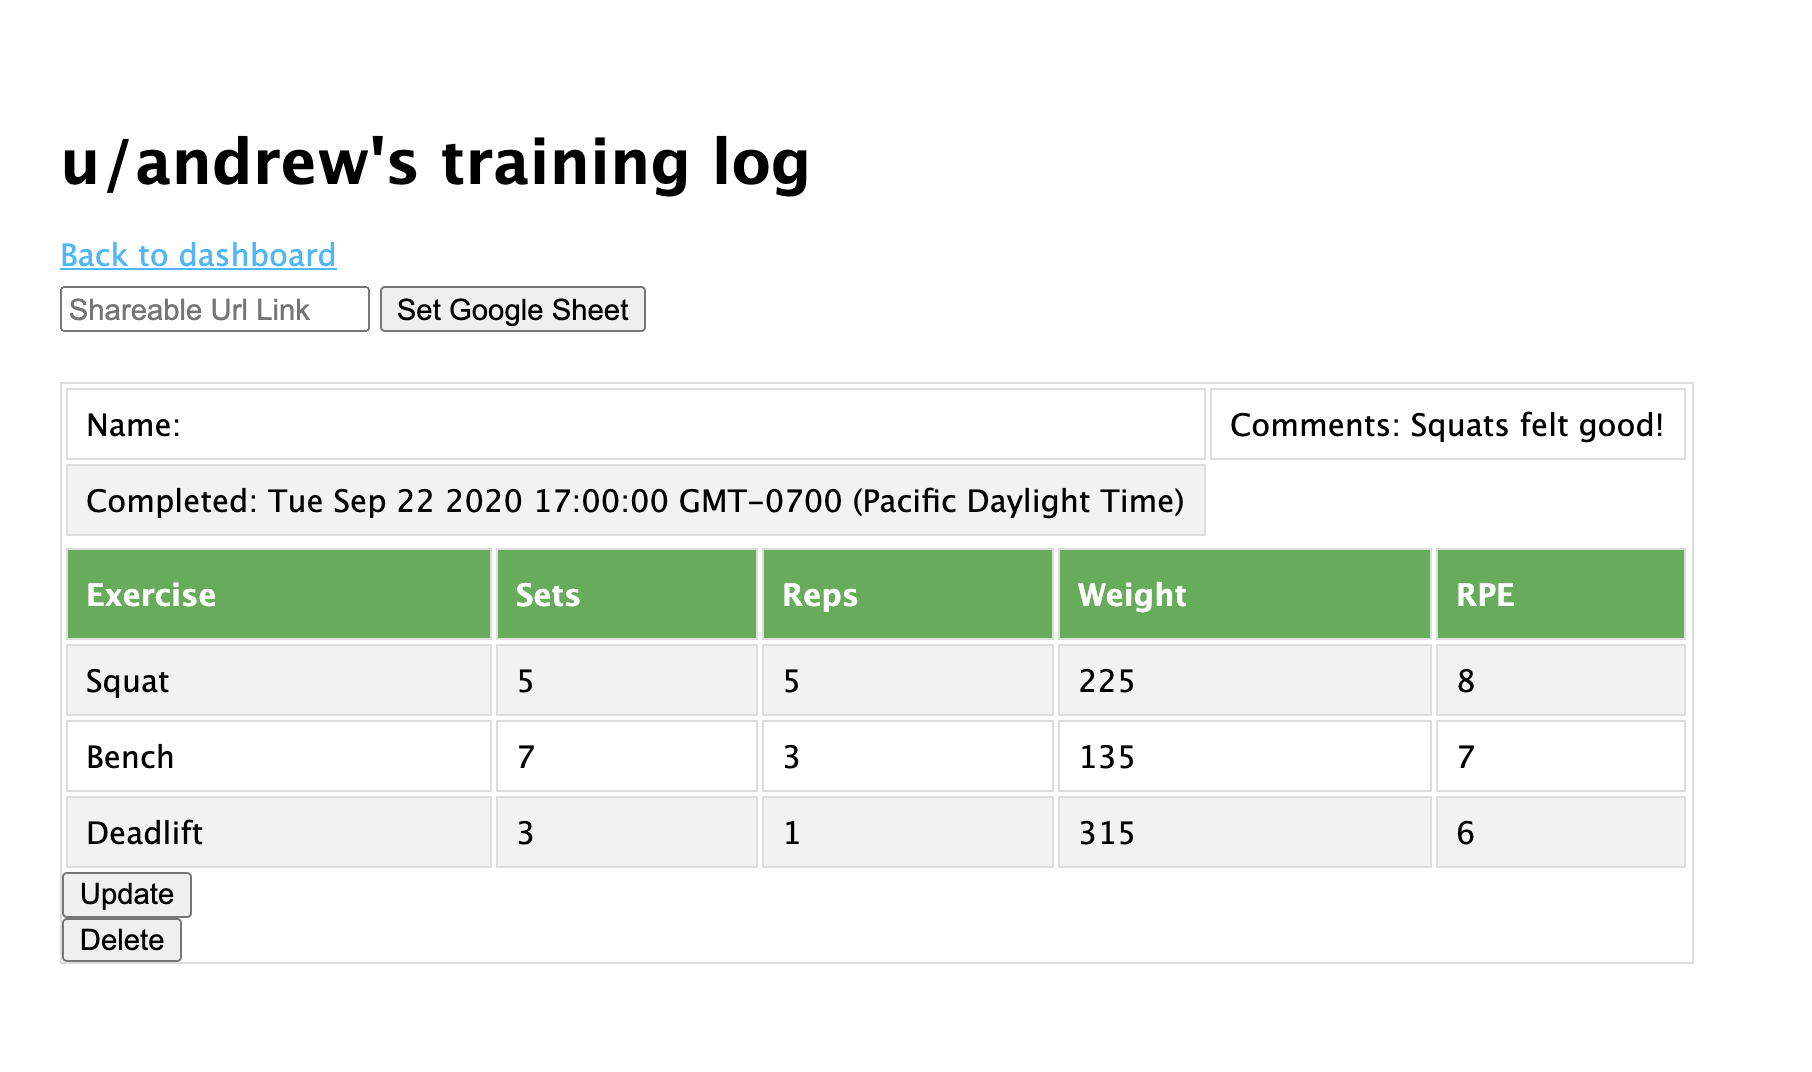 u/andrew's training log
Back to dashboard
Shareable Url Link Set Google Sheet
Name: Comments: Squats felt good!
Completed: Tue Sep 22 2020 17:00:00 GMT-0700 (Pacific Daylight Time)
Exercise Sets Reps Weight RPE
Squat 5 5 225 8
Bench 7 3 135 7
Deadlift 3 1 315 6
Update
Delete